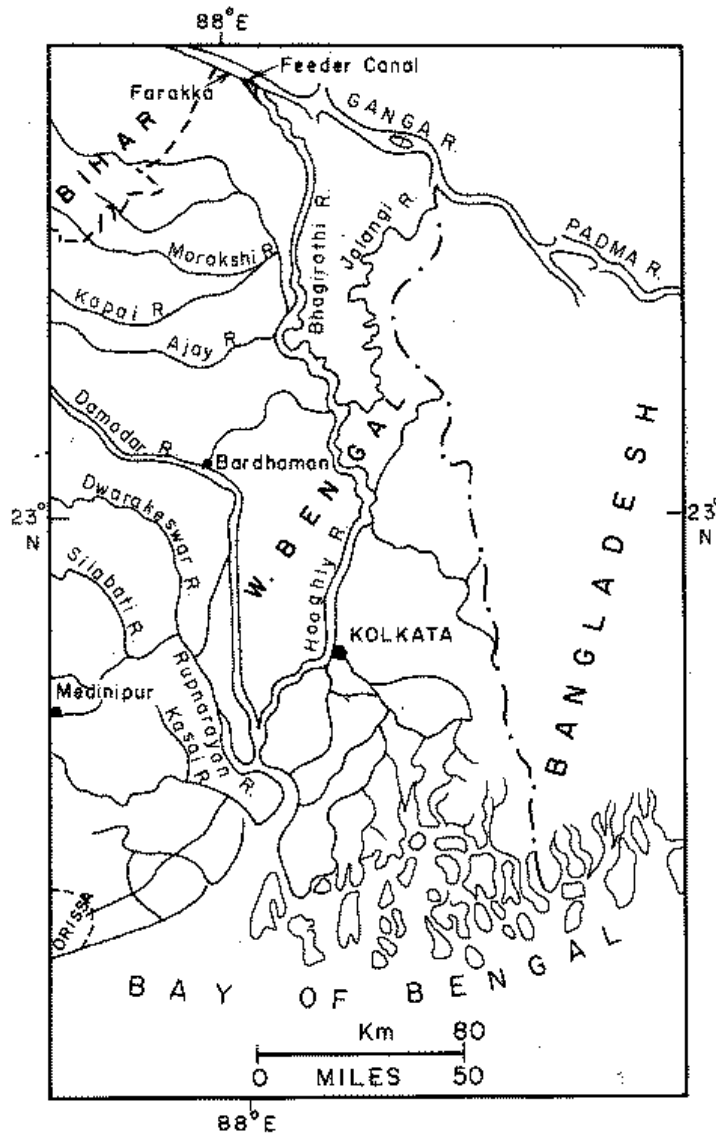 88°E
Feeder Canal
Farakka
GANGA R.
BIHAR
Jalangi R.
PADMA R.
Morakshi R.
Bhagirathi R.
Kopai R.
Ajay R.
Damodar R.
Bardhaman
W. BENGAL
BANGLADESH
Dwarakeswar R.
23° N
23° N
Silabati R.
Hooghly R.
KOLKATA
Medinipur
Rupnarayan R.
Kasai R.
ORISSA
BAY OF BENGAL
Km 80
0 MILES 50
88°E